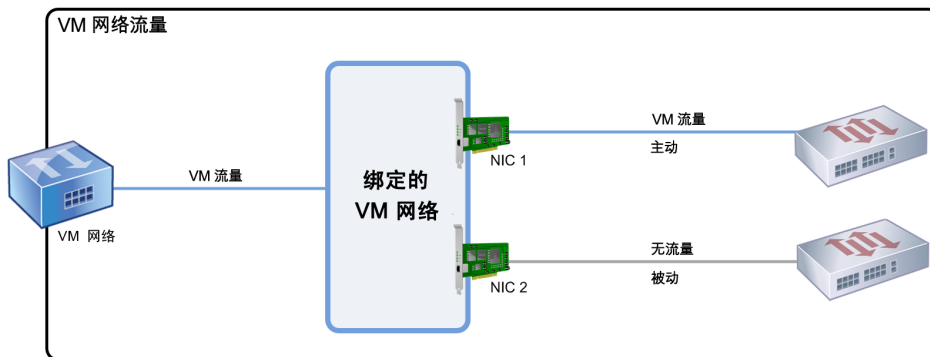 VM 网络流量
VM 流量
主动
NIC 1
VM 流量
绑定的
VM 网络
VM 网络
无流量
被动
NIC 2